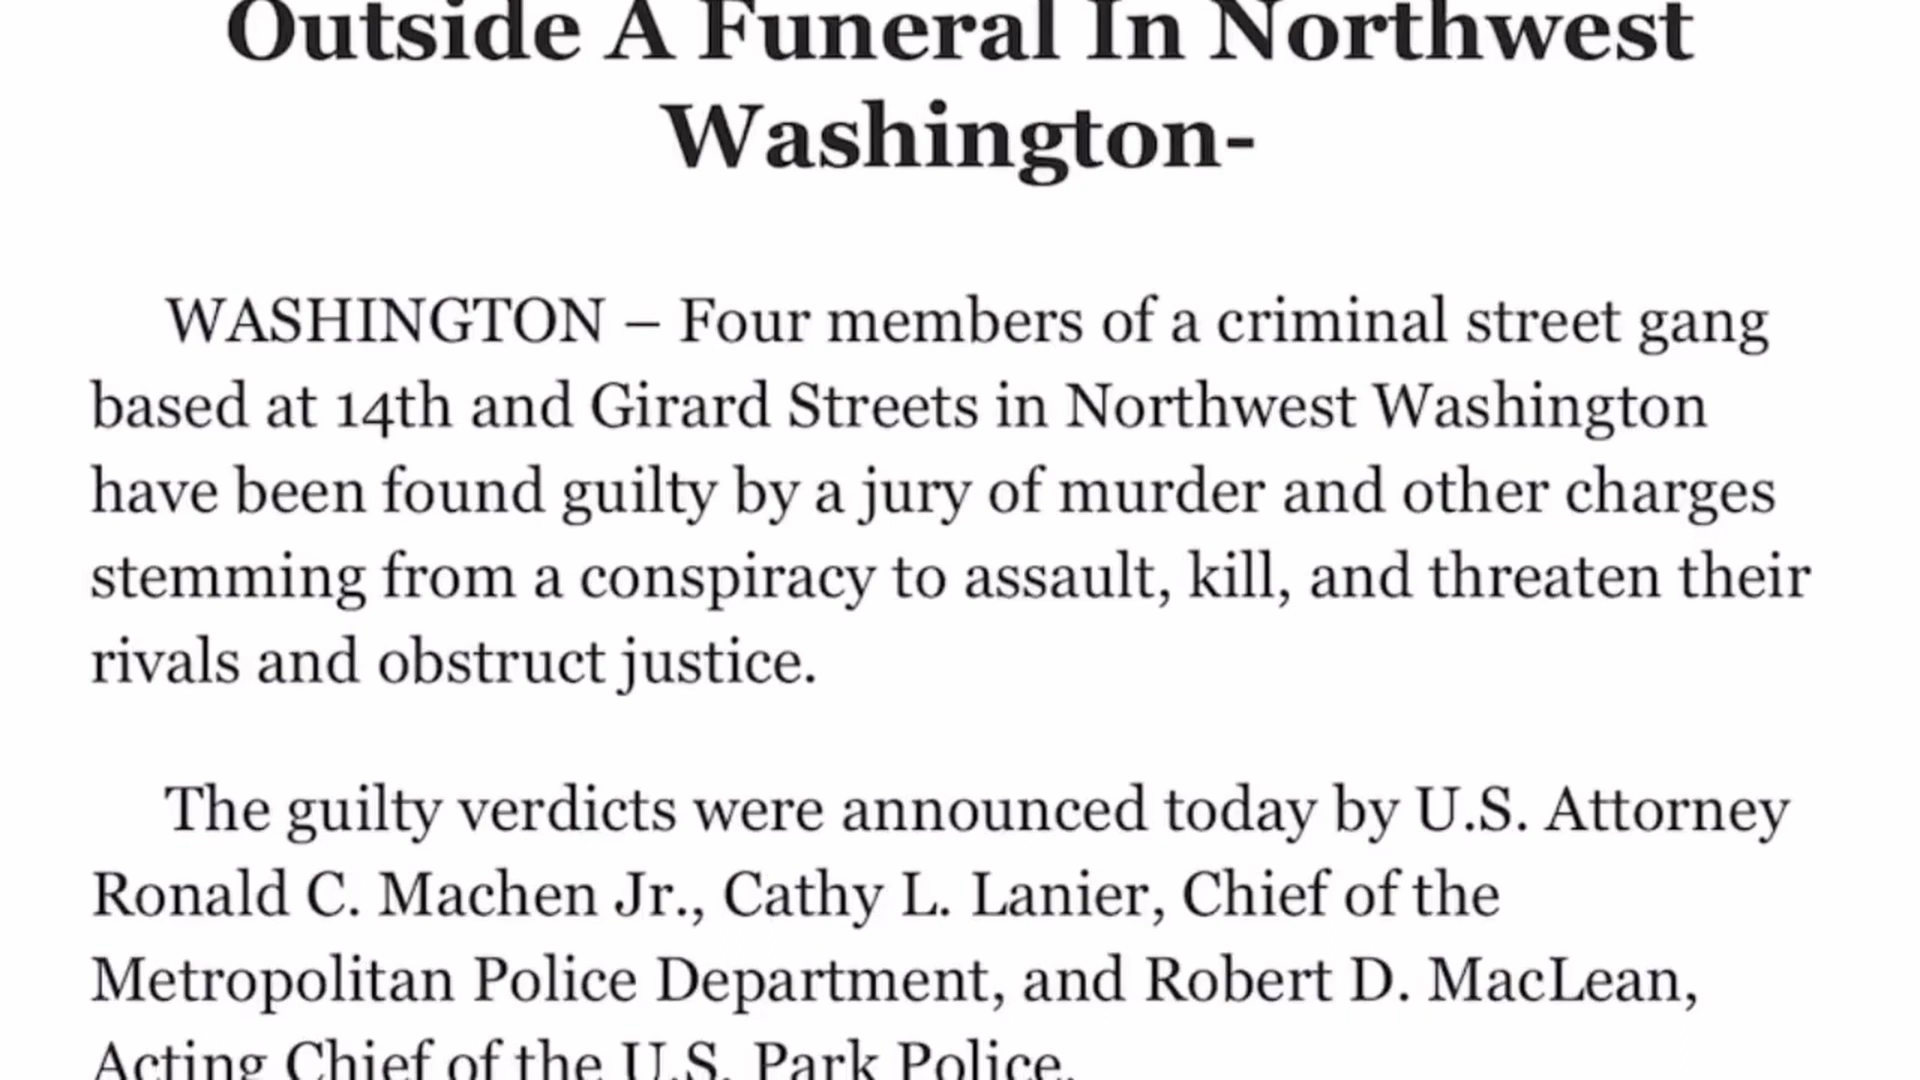 Outside A Funeral In Northwest
Washington-
WASHINGTON – Four members of a criminal street gang
based at 14th and Girard Streets in Northwest Washington
have been found guilty by a jury of murder and other charges
stemming from a conspiracy to assault, kill, and threaten their
rivals and obstruct justice.
The guilty verdicts were announced today by U.S. Attorney
Ronald C. Machen Jr., Cathy L. Lanier, Chief of the
Metropolitan Police Department, and Robert D. MacLean,
Acting Chief of the U.S. Park Police.